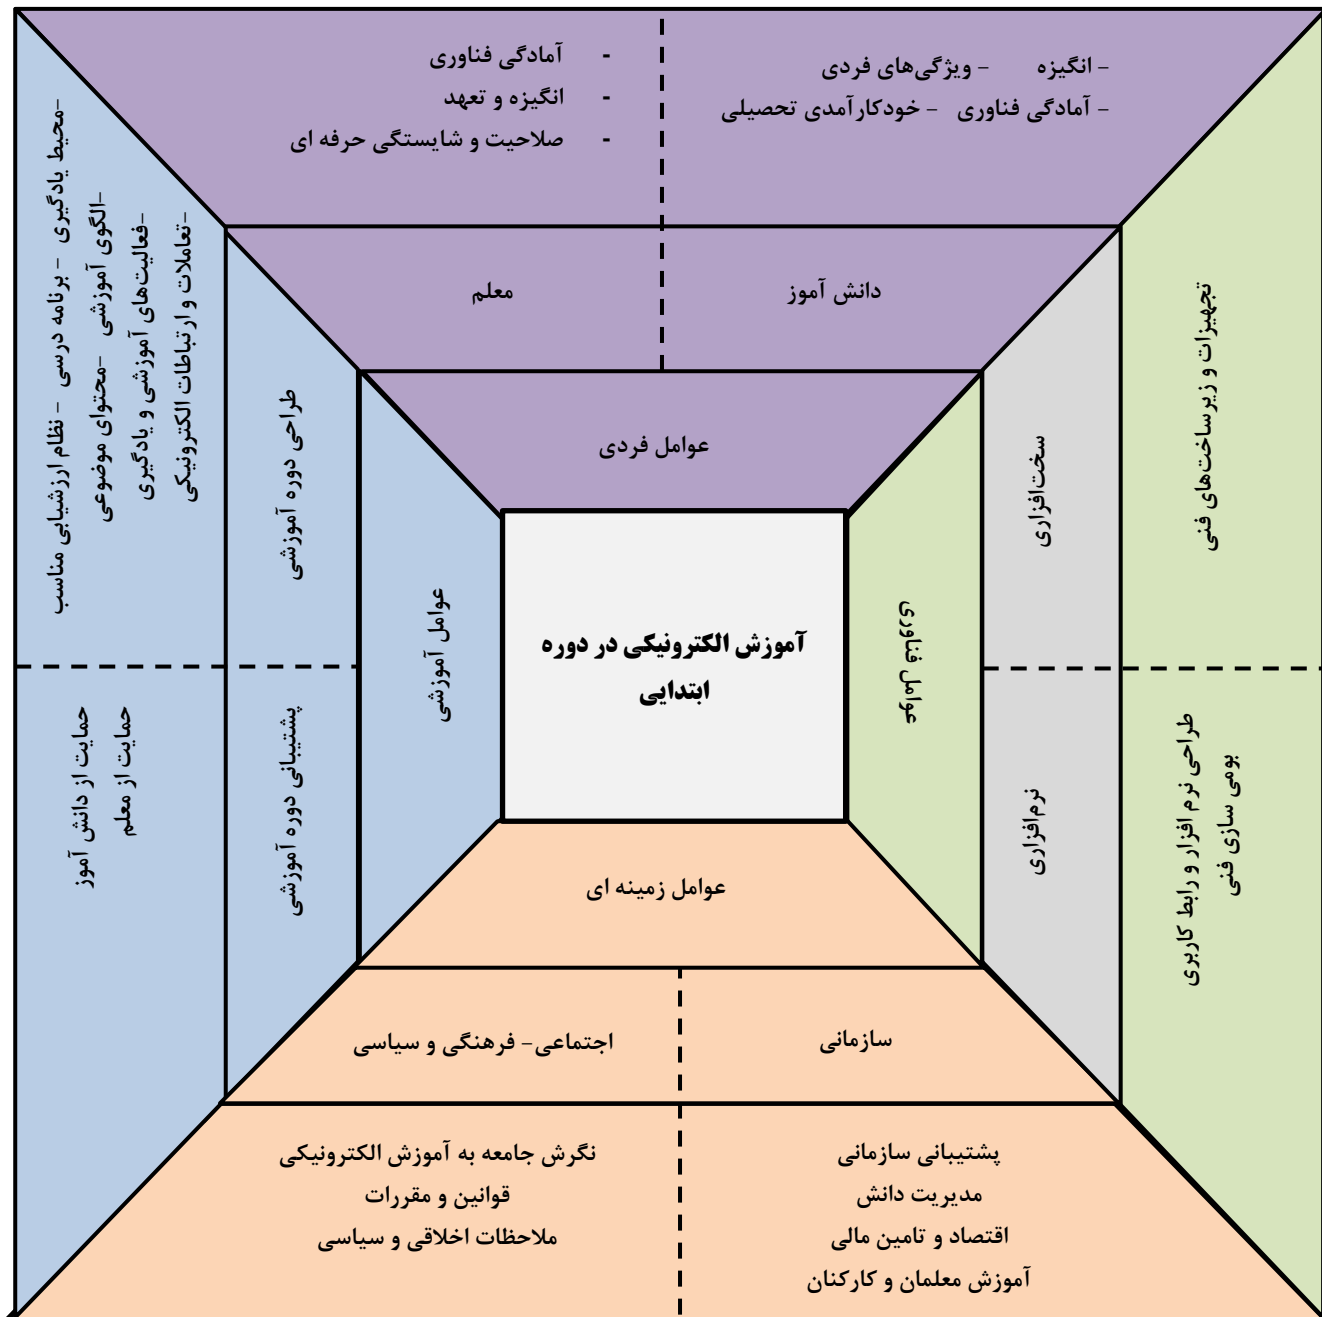 - انگیزه - ویژگی‌های فردی
- آمادگی فناوری - خودکارآمدی تحصیلی
- آمادگی فناوری
- انگیزه و تعهد
- صلاحیت و شایستگی حرفه ای
دانش آموز
معلم
عوامل فردی
تجهیزات و زیرساخت‌های فنی
سخت‌افزاری
عوامل فناوری
نرم‌افزاری
طراحی نرم افزار و رابط کاربری
بومی سازی فنی
آموزش الکترونیکی در دوره
ابتدایی
عوامل آموزشی
طراحی دوره آموزشی
پشتیبانی دوره آموزشی
-محیط یادگیری - برنامه درسی - نظام ارزشیابی مناسب
-الگوی آموزشی -محتوای موضوعی
-فعالیت‌های آموزشی و یادگیری
-تعاملات و ارتباطات الکترونیکی
حمایت از دانش آموز
حمایت از معلم
عوامل زمینه ای
سازمانی
اجتماعی- فرهنگی و سیاسی
پشتیبانی سازمانی
مدیریت دانش
اقتصاد و تامین مالی
آموزش معلمان و کارکنان
نگرش جامعه به آموزش الکترونیکی
قوانین و مقررات
ملاحظات اخلاقی و سیاسی